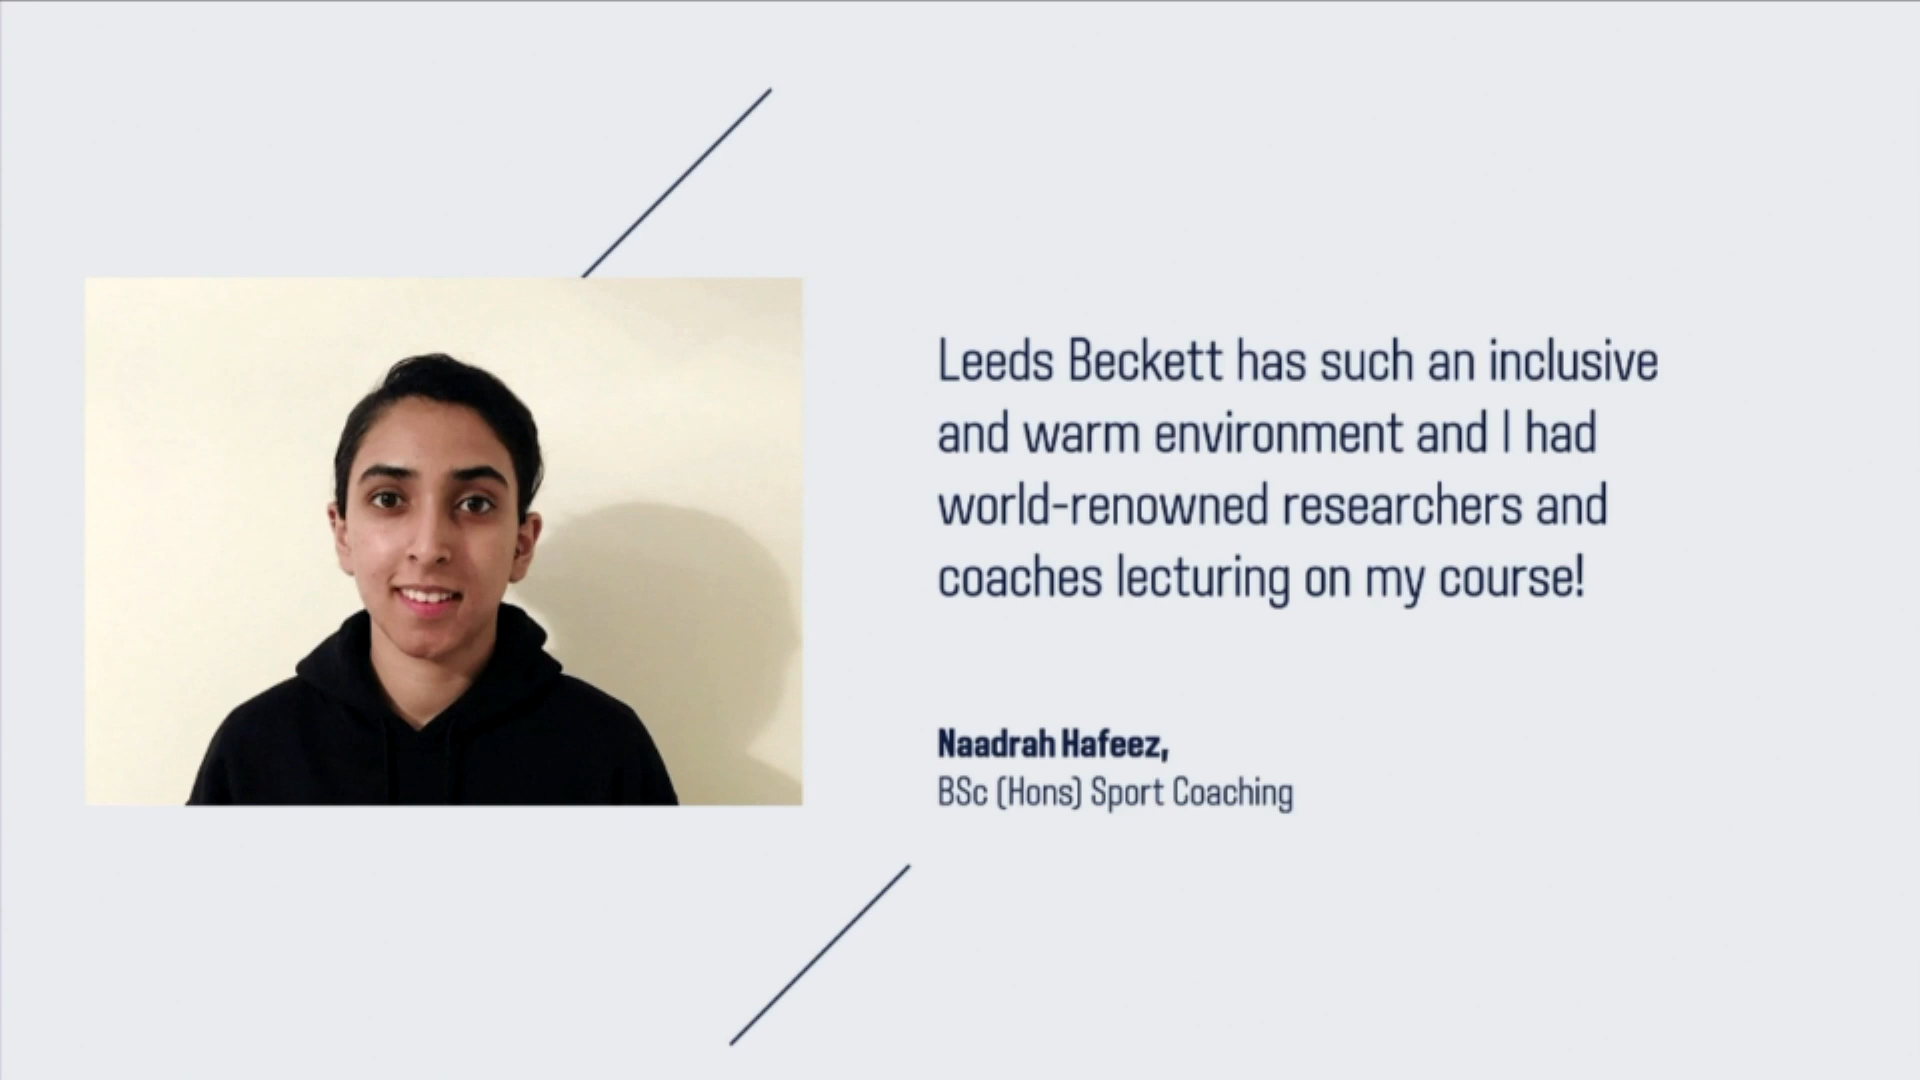 Leeds Beckett has such an inclusive
and warm environment and I had
world-renowned researchers and
coaches lecturing on my course!
Naadrah Hafeez,
BSc (Hons) Sport Coaching